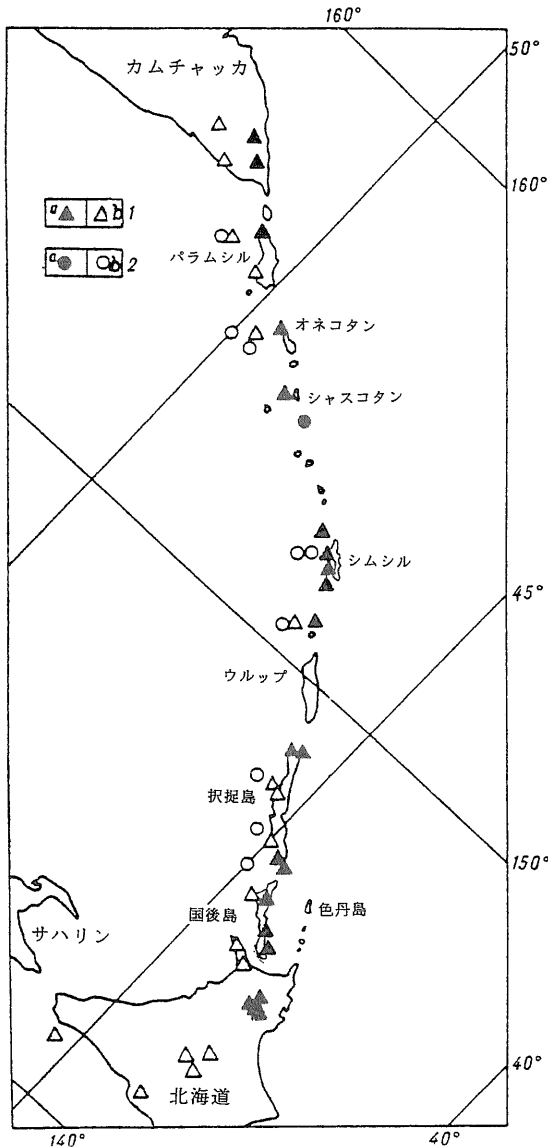 160°
50°
カムチャッカ
160°
a b 1
パラムシル
a b 2
オネコタン
シャスコタン
シムシル
45°
ウルップ
択捉島
150°
国後島
色丹島
サハリン
北海道
40°
140°
40°